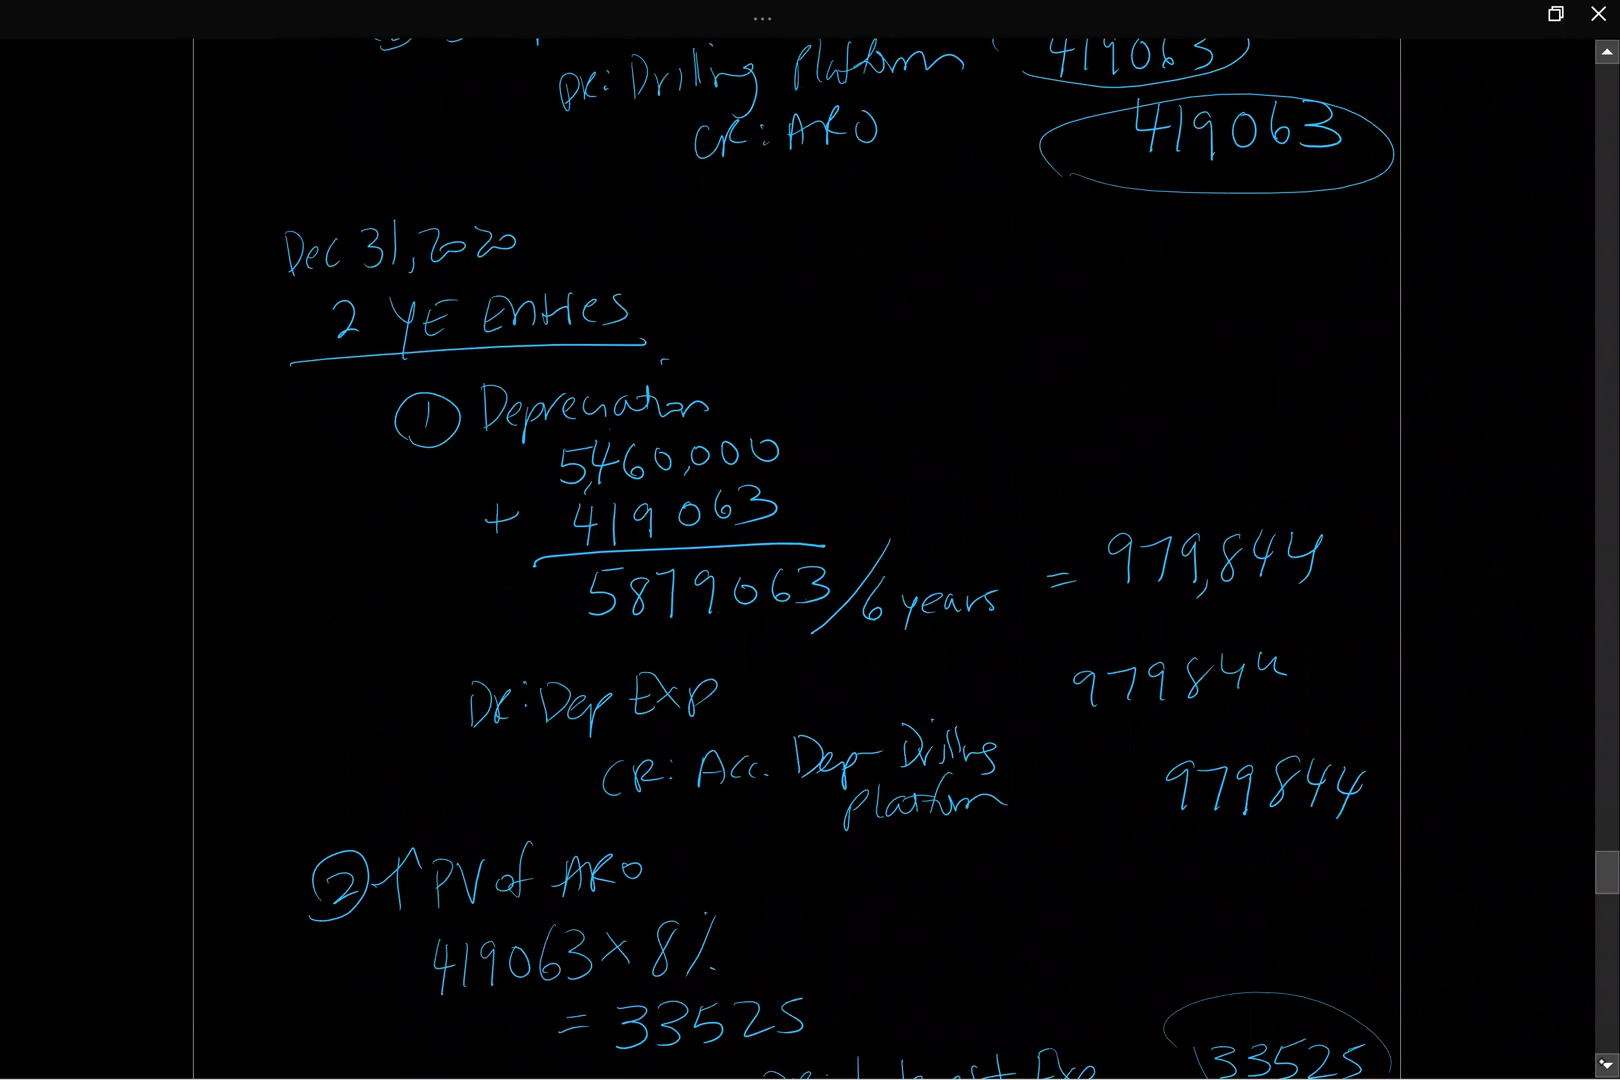 DR: Drilling Platform 419063
CR: ARO 419063
Dec 31, 2020
2 YE Entries
① Depreciation
5,460,000
+ 419063
5879063 / 6 years = 979,844
DR: Dep Exp 979844
CR: Acc. Dep - Drilling 979844
Platform
② ↑ PV of ARO
419063 × 8%
= 33525
33525
Exp